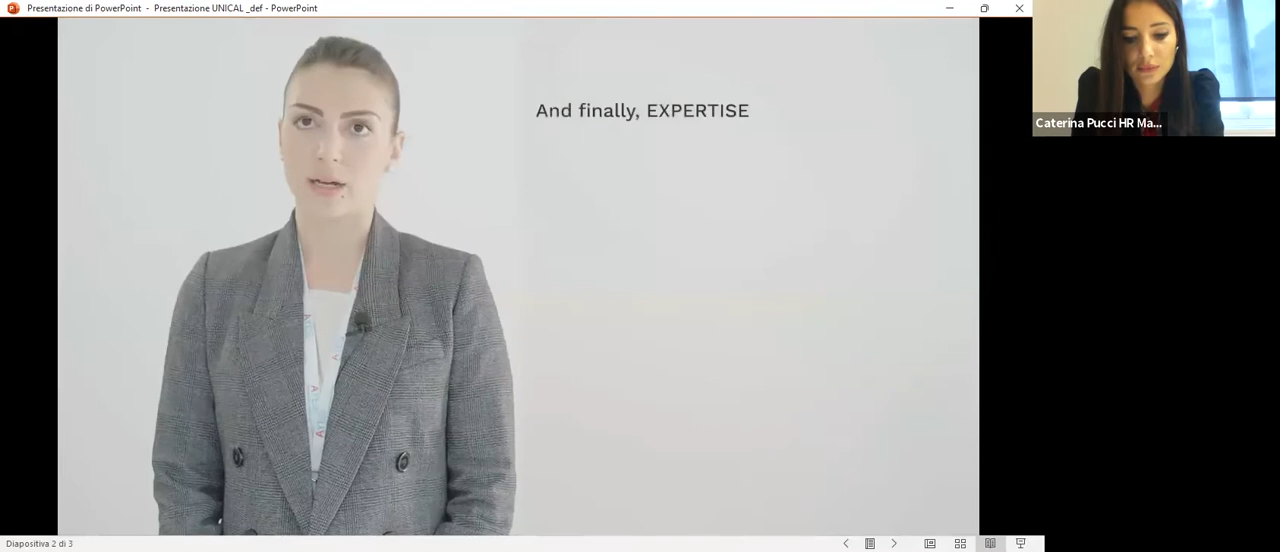 Presentazione di PowerPoint - Presentazione UNICAL _def - PowerPoint
And finally, EXPERTISE
Caterina Pucci HR Ma...
Diapositiva 2 di 3